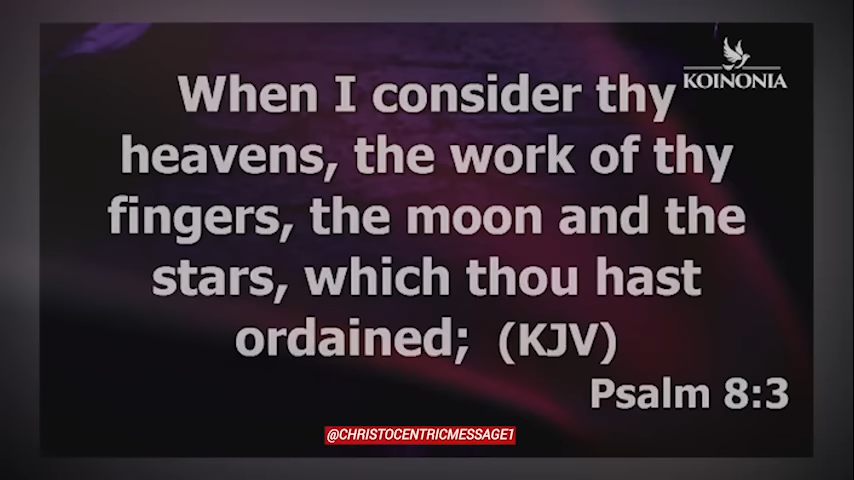 KOINONIA
When I consider thy
heavens, the work of thy
fingers, the moon and the
stars, which thou hast
ordained; (KJV)
Psalm 8:3
@CHRISTOCENTRICMESSAGE1